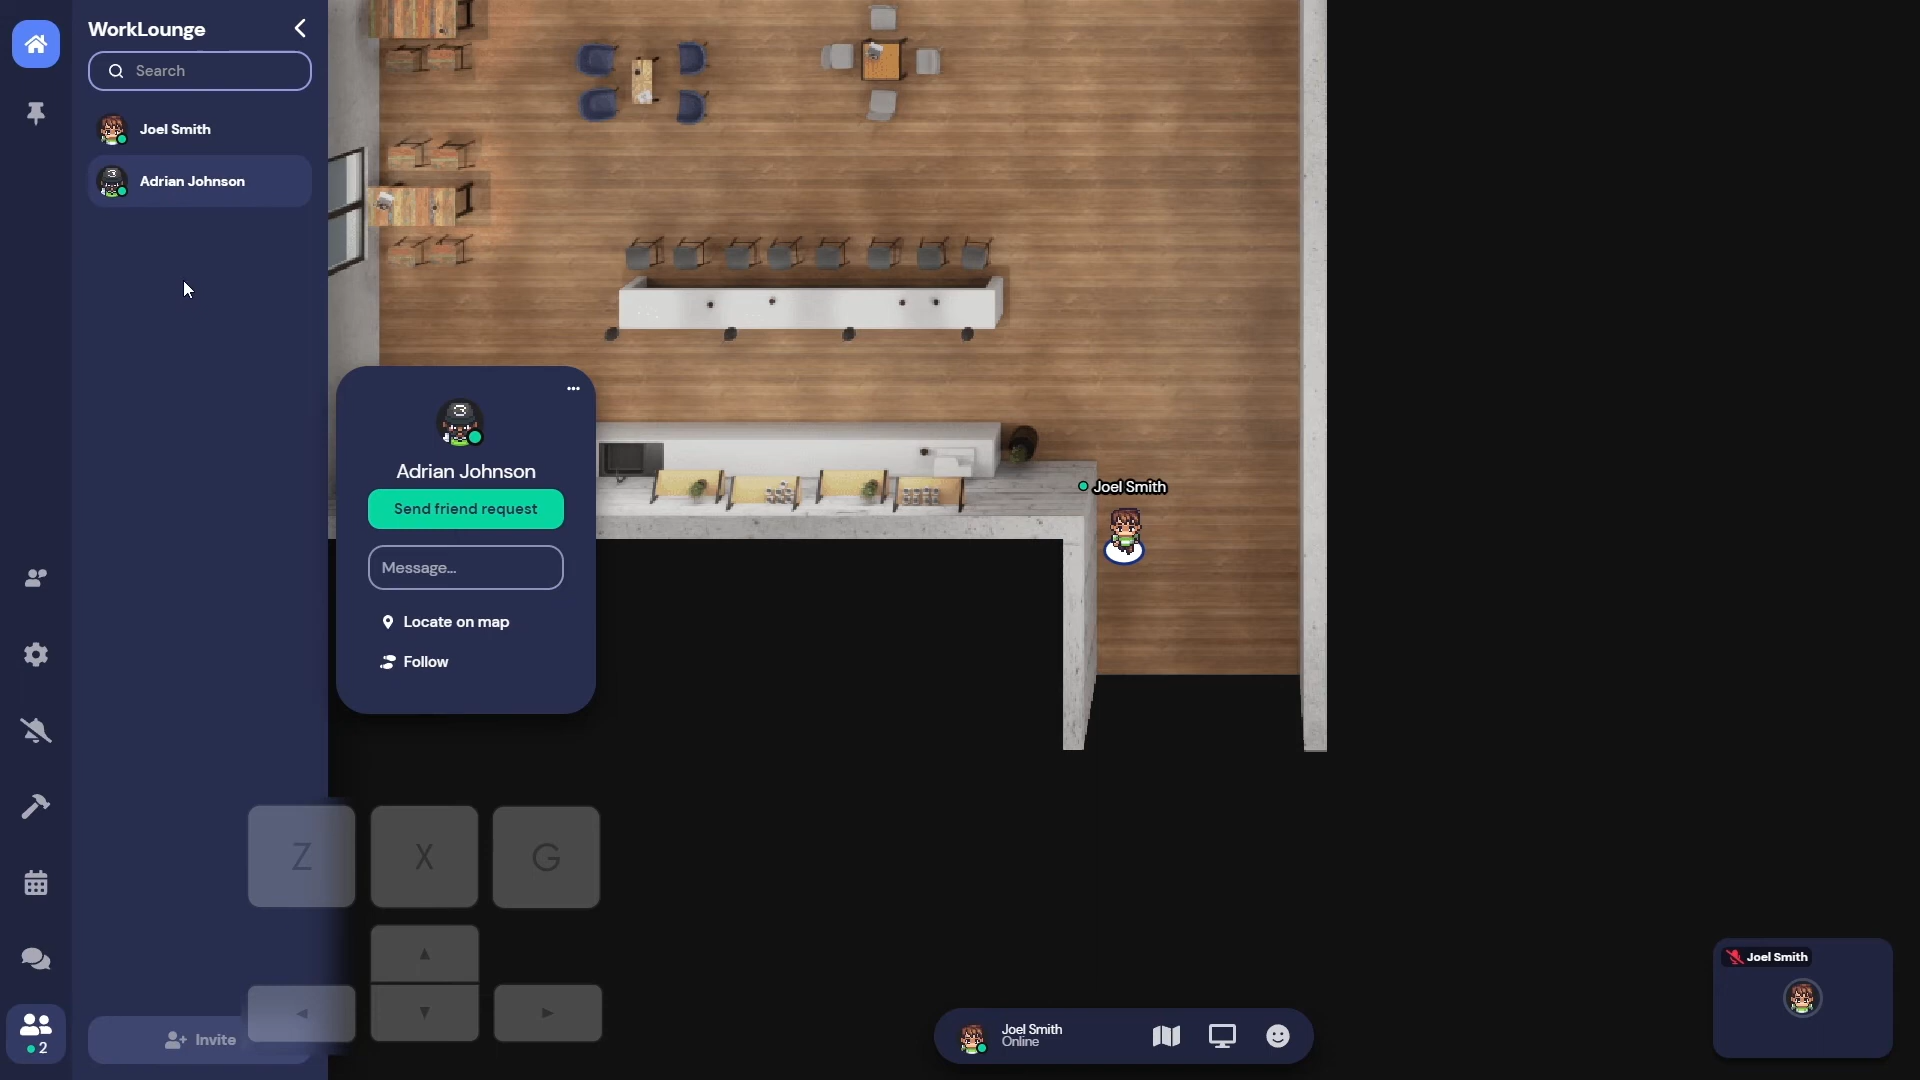 WorkLounge
Search
Joel Smith
Adrian Johnson
Adrian Johnson
Send friend request
Message...
Locate on map
Follow
Joel Smith
Z
X
G
Invite
2
Joel Smith
Online
Joel Smith